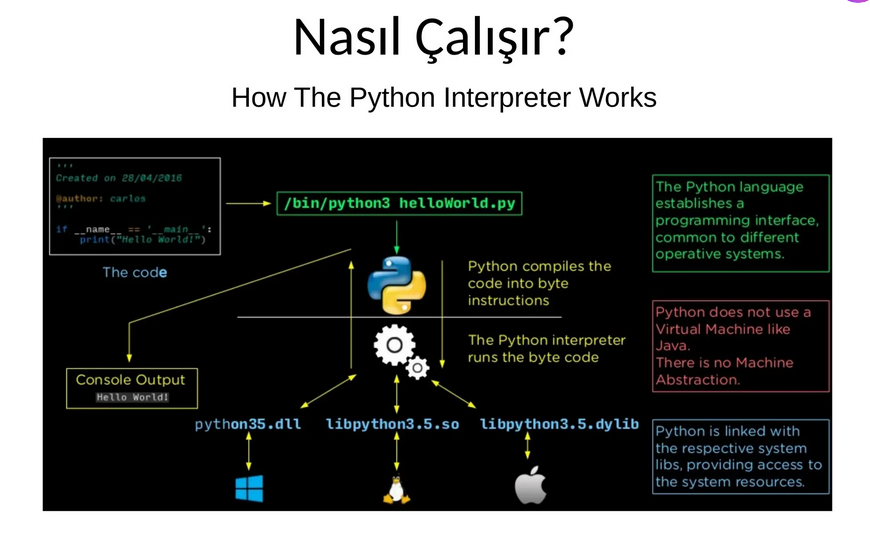 Nasıl Çalışır?
How The Python Interpreter Works
'''
Created on 28/04/2016
@author: carlos
'''
if __name__ == '__main__':
print("Hello World!")
The code
/bin/python3 helloWorld.py
Python compiles the
code into byte
instructions
The Python interpreter
runs the byte code
Console Output
Hello World!
python35.dll
libpython3.5.so
libpython3.5.dylib
The Python language
establishes a
programming interface,
common to different
operative systems.
Python does not use a
Virtual Machine like
Java.
There is no Machine
Abstraction.
Python is linked with
the respective system
libs, providing access to
the system resources.